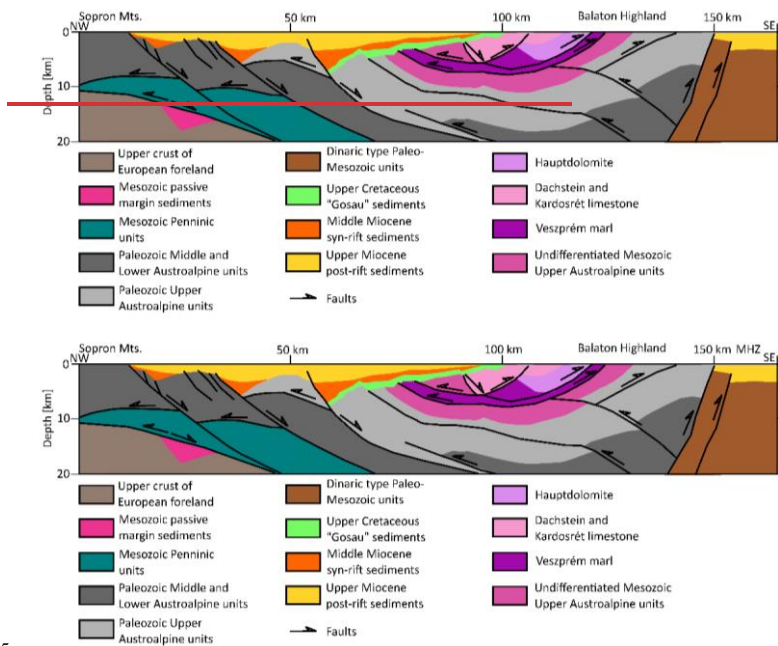 Sopron Mts. 50 km 100 km Balaton Highland 150 km
NW SE
0
Depth [km]
10
20
Upper crust of
European foreland
Mesozoic passive
margin sediments
Mesozoic Penninic
units
Paleozoic Middle and
Lower Austroalpine units
Paleozoic Upper
Austroalpine units
Dinaric type Paleo-
Mesozoic units
Upper Cretaceous
"Gosau" sediments
Middle Miocene
syn-rift sediments
Upper Miocene
post-rift sediments
Faults
Hauptdolomite
Dachstein and
Kardosrét limestone
Veszprém marl
Undifferentiated Mesozoic
Upper Austroalpine units
Sopron Mts. 50 km 100 km Balaton Highland 150 km MHZ
NW SE
0
Depth [km]
10
20
Upper crust of
European foreland
Mesozoic passive
margin sediments
Mesozoic Penninic
units
Paleozoic Middle and
Lower Austroalpine units
Paleozoic Upper
Austroalpine units
Dinaric type Paleo-
Mesozoic units
Upper Cretaceous
"Gosau" sediments
Middle Miocene
syn-rift sediments
Upper Miocene
post-rift sediments
Faults
Hauptdolomite
Dachstein and
Kardosrét limestone
Veszprém marl
Undifferentiated Mesozoic
Upper Austroalpine units